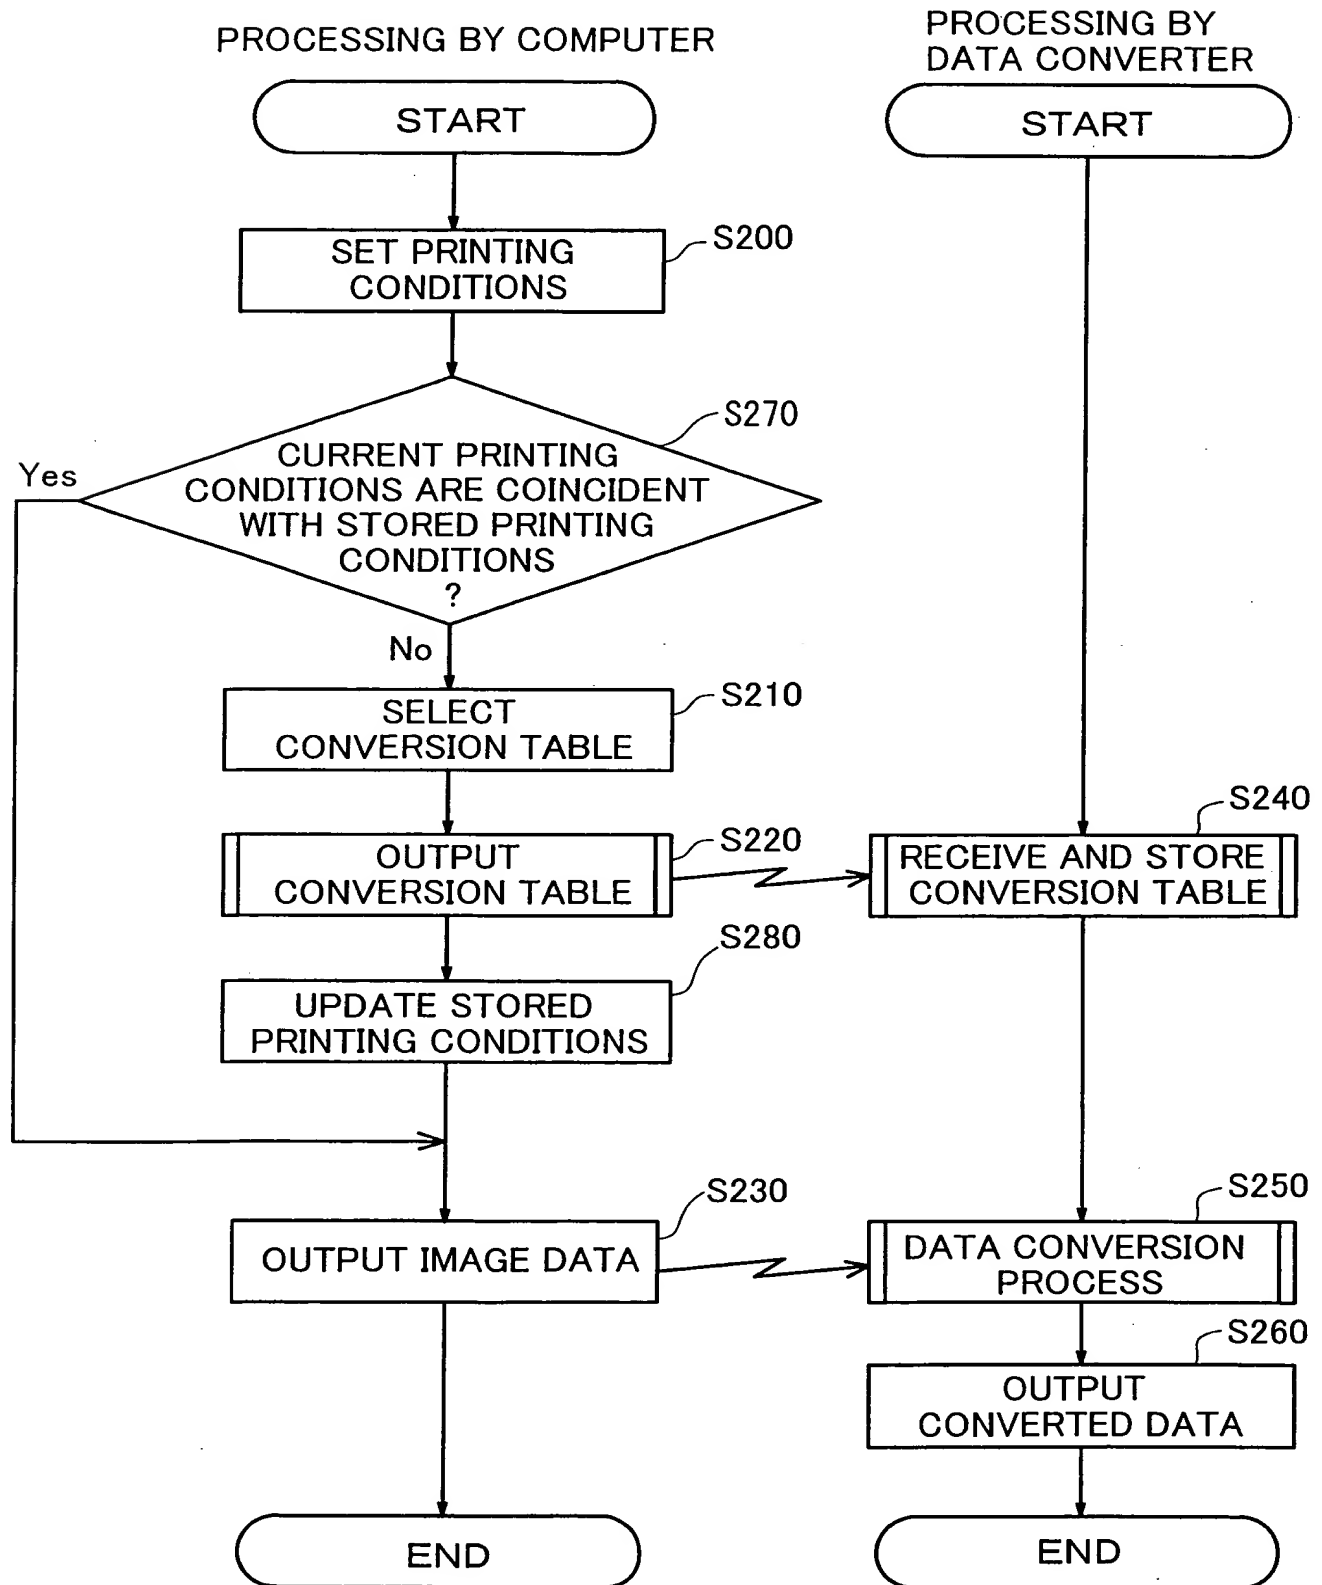 PROCESSING BY COMPUTER
START
SET PRINTING
CONDITIONS
S200
S270
CURRENT PRINTING
CONDITIONS ARE COINCIDENT
WITH STORED PRINTING
CONDITIONS
?
Yes
No
SELECT
CONVERSION TABLE
S210
OUTPUT
CONVERSION TABLE
S220
UPDATE STORED
PRINTING CONDITIONS
S280
OUTPUT IMAGE DATA
S230
END
PROCESSING BY
DATA CONVERTER
START
RECEIVE AND STORE
CONVERSION TABLE
S240
DATA CONVERSION
PROCESS
S250
OUTPUT
CONVERTED DATA
S260
END